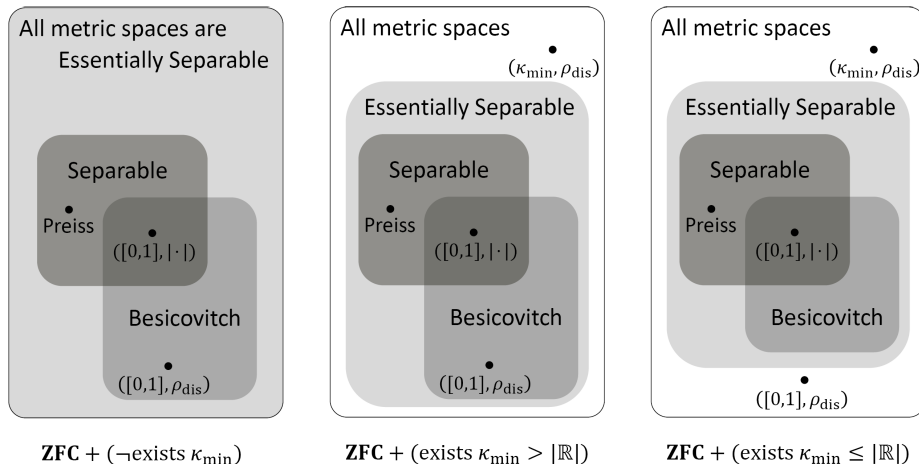 All metric spaces are
Essentially Separable
Separable
Preiss
([0,1], |·|)
Besicovitch
([0,1], ρ_dis)
ZFC + (¬exists κ_min)
All metric spaces
(κ_min, ρ_dis)
Essentially Separable
Separable
Preiss
([0,1], |·|)
Besicovitch
([0,1], ρ_dis)
ZFC + (exists κ_min > |ℝ|)
All metric spaces
(κ_min, ρ_dis)
Essentially Separable
Separable
Preiss
([0,1], |·|)
Besicovitch
([0,1], ρ_dis)
ZFC + (exists κ_min ≤ |ℝ|)